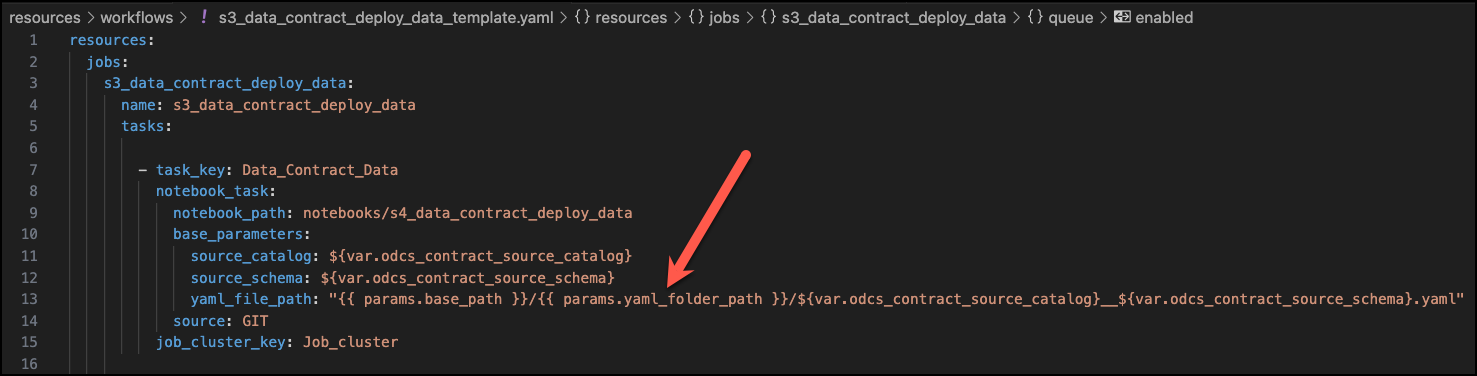 resources > workflows > ! s3_data_contract_deploy_data_template.yaml > {} resources > {} jobs > {} s3_data_contract_deploy_data > {} queue > enabled
1 resources:
2 jobs:
3 s3_data_contract_deploy_data:
4 name: s3_data_contract_deploy_data
5 tasks:
6
7 - task_key: Data_Contract_Data
8 notebook_task:
9 notebook_path: notebooks/s4_data_contract_deploy_data
10 base_parameters:
11 source_catalog: ${var.odcs_contract_source_catalog}
12 source_schema: ${var.odcs_contract_source_schema}
13 yaml_file_path: "{{ params.base_path }}/{{ params.yaml_folder_path }}/${var.odcs_contract_source_catalog}__${var.odcs_contract_source_schema}.yaml"
14 source: GIT
15 job_cluster_key: Job_cluster
16